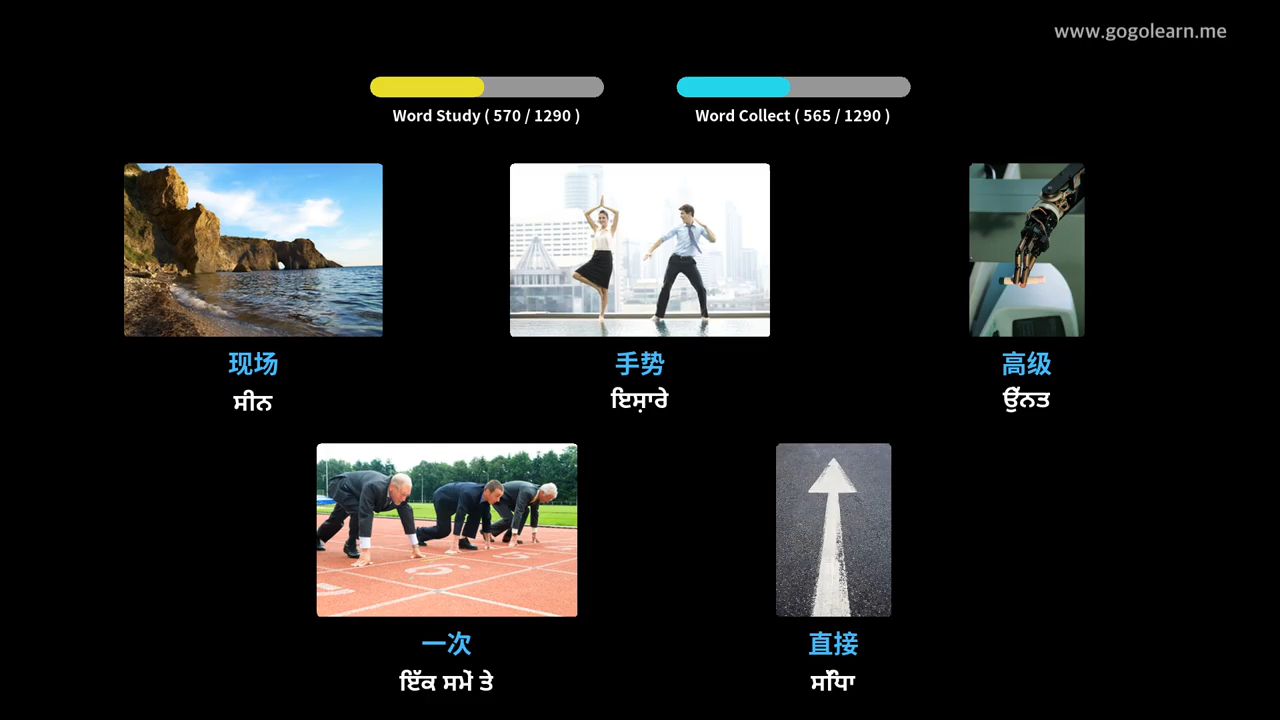 www.gogolearn.me
Word Study ( 570 / 1290 )
Word Collect ( 565 / 1290 )
现场
ਸੀਨ
手势
ਇਸ਼ਾਰੇ
高级
ਉੱਨਤ
一次
ਇੱਕ ਸਮੇਂ ਤੇ
直接
ਸਿੱਧਾ